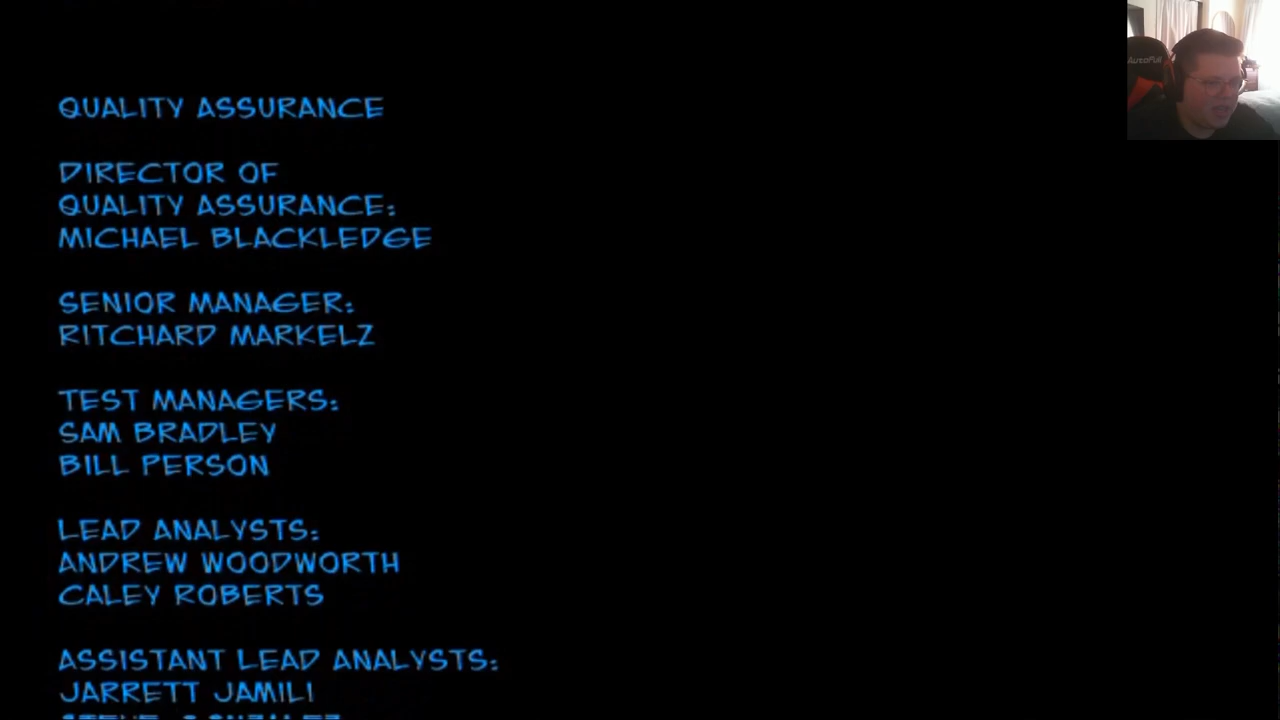 QUALITY ASSURANCE
DIRECTOR OF
QUALITY ASSURANCE:
MICHAEL BLACKLEDGE
SENIOR MANAGER:
RITCHARD MARKELZ
TEST MANAGERS:
SAM BRADLEY
BILL PERSON
LEAD ANALYSTS:
ANDREW WOODWORTH
CALEY ROBERTS
ASSISTANT LEAD ANALYSTS:
JARRETT JAMILI
AutoFull